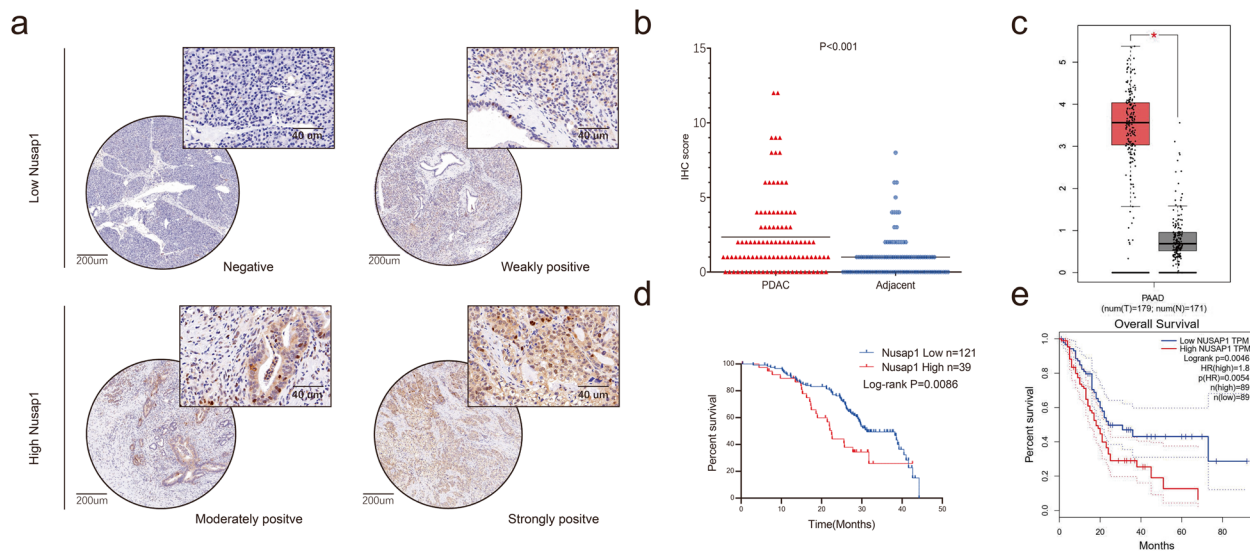 a
Low Nusap1
40 um
200um
Negative
40 um
200um
Weakly positive
High Nusap1
40 um
200um
Moderately positve
40 um
200um
Strongly positive
b
P<0.001
IHC score
15
10
5
0
PDAC
Adjacent
c
*
5
4
3
2
1
0
PAAD
(num(T)=179; num(N)=171)
d
Nusap1 Low n=121
Nusap1 High n=39
Log-rank P=0.0086
Percent survival
100
80
60
40
20
0
0 10 20 30 40 50
Time(Months)
e
Overall Survival
Low NUSAP1 TPM
High NUSAP1 TPM
Logrank p=0.0046
HR(high)=1.8
p(HR)=0.0054
n(high)=89
n(low)=89
Percent survival
1.0
0.8
0.6
0.4
0.2
0.0
0 20 40 60 80
Months